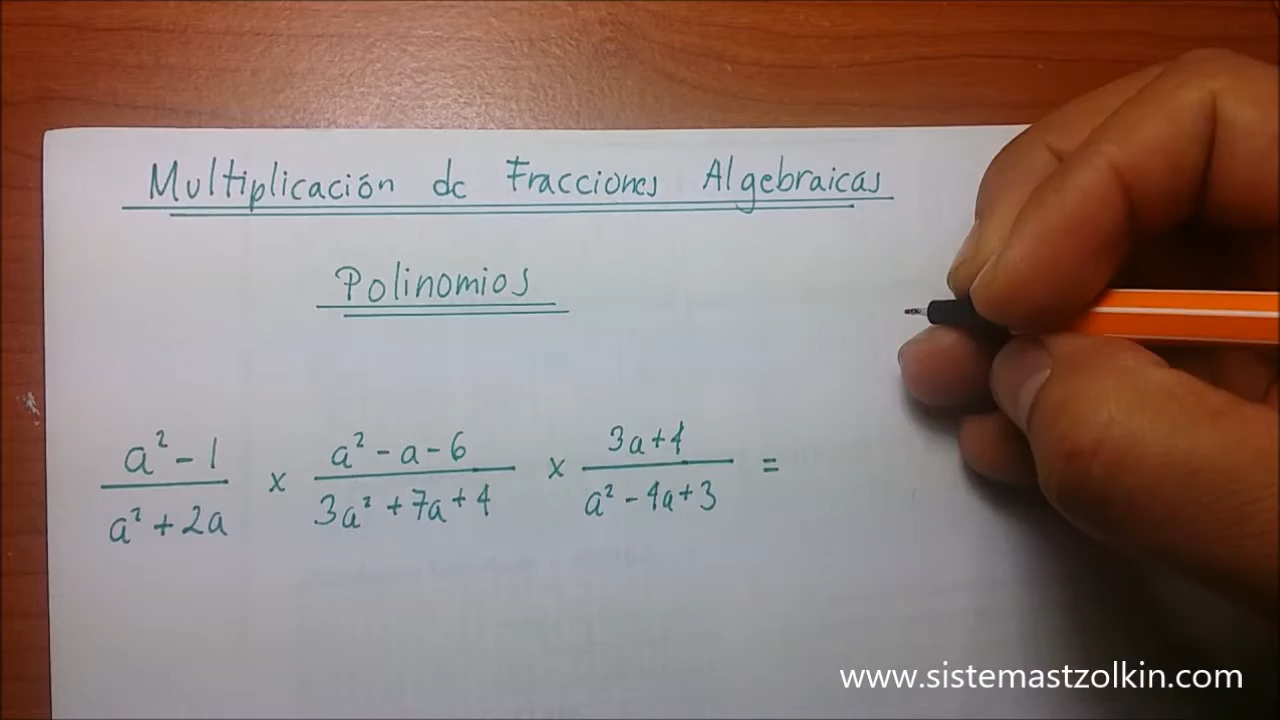 Multiplicación de Fracciones Algebraicas
Polinomios
a² - 1 / a² + 2a x a² - a - 6 / 3a² + 7a + 4 x 3a + 4 / a² - 4a + 3 =
www.sistemastzolkin.com